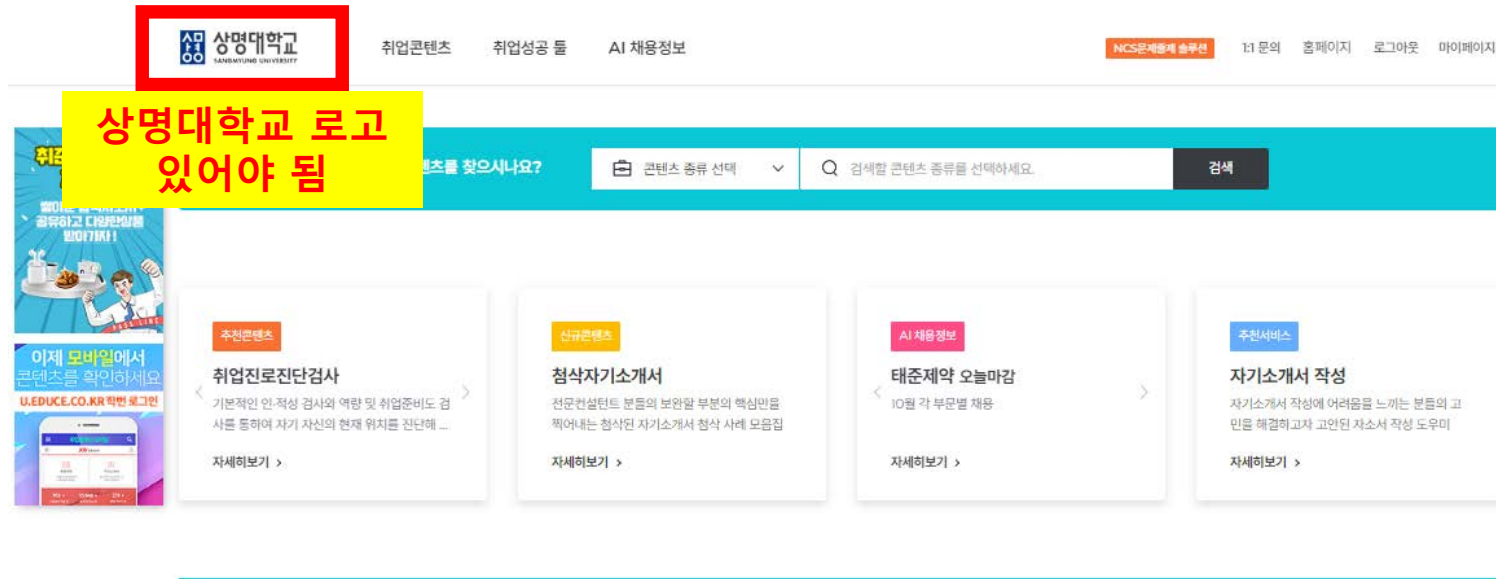 상명대학교
SANGMYUNG UNIVERSITY
취업콘텐츠 취업성공 툴 AI 채용정보
NCS문제출제 솔루션 1:1 문의 홈페이지 로그아웃 마이페이지
상명대학교 로고
있어야 됨
찾으시나요?
콘텐츠 종류 선택
검색할 콘텐츠 종류를 선택하세요.
검색
공유하고 다양한알을
받아가자!
PASS LINE
이제 모바일에서
콘텐츠를 확인하세요
U.EDUCE.CO.KR 학번 로그인
추천콘텐츠
취업진로진단검사
기본적인 인·적성 검사와 역량 및 취업준비도 검
사를 통하여 자기 자신의 현재 위치를 진단해 ...
자세히보기 >
신규콘텐츠
첨삭자기소개서
전문컨설턴트 분들의 보완할 부분의 핵심만을
찍어내는 첨삭된 자기소개서 첨삭 사례 모음집
자세히보기 >
AI 채용정보
태준제약 오늘마감
10월 각 부문별 채용
자세히보기 >
추천서비스
자기소개서 작성
자기소개서 작성에 어려움을 느끼는 분들의 고
민을 해결하고자 고안된 자소서 작성 도우미
자세히보기 >